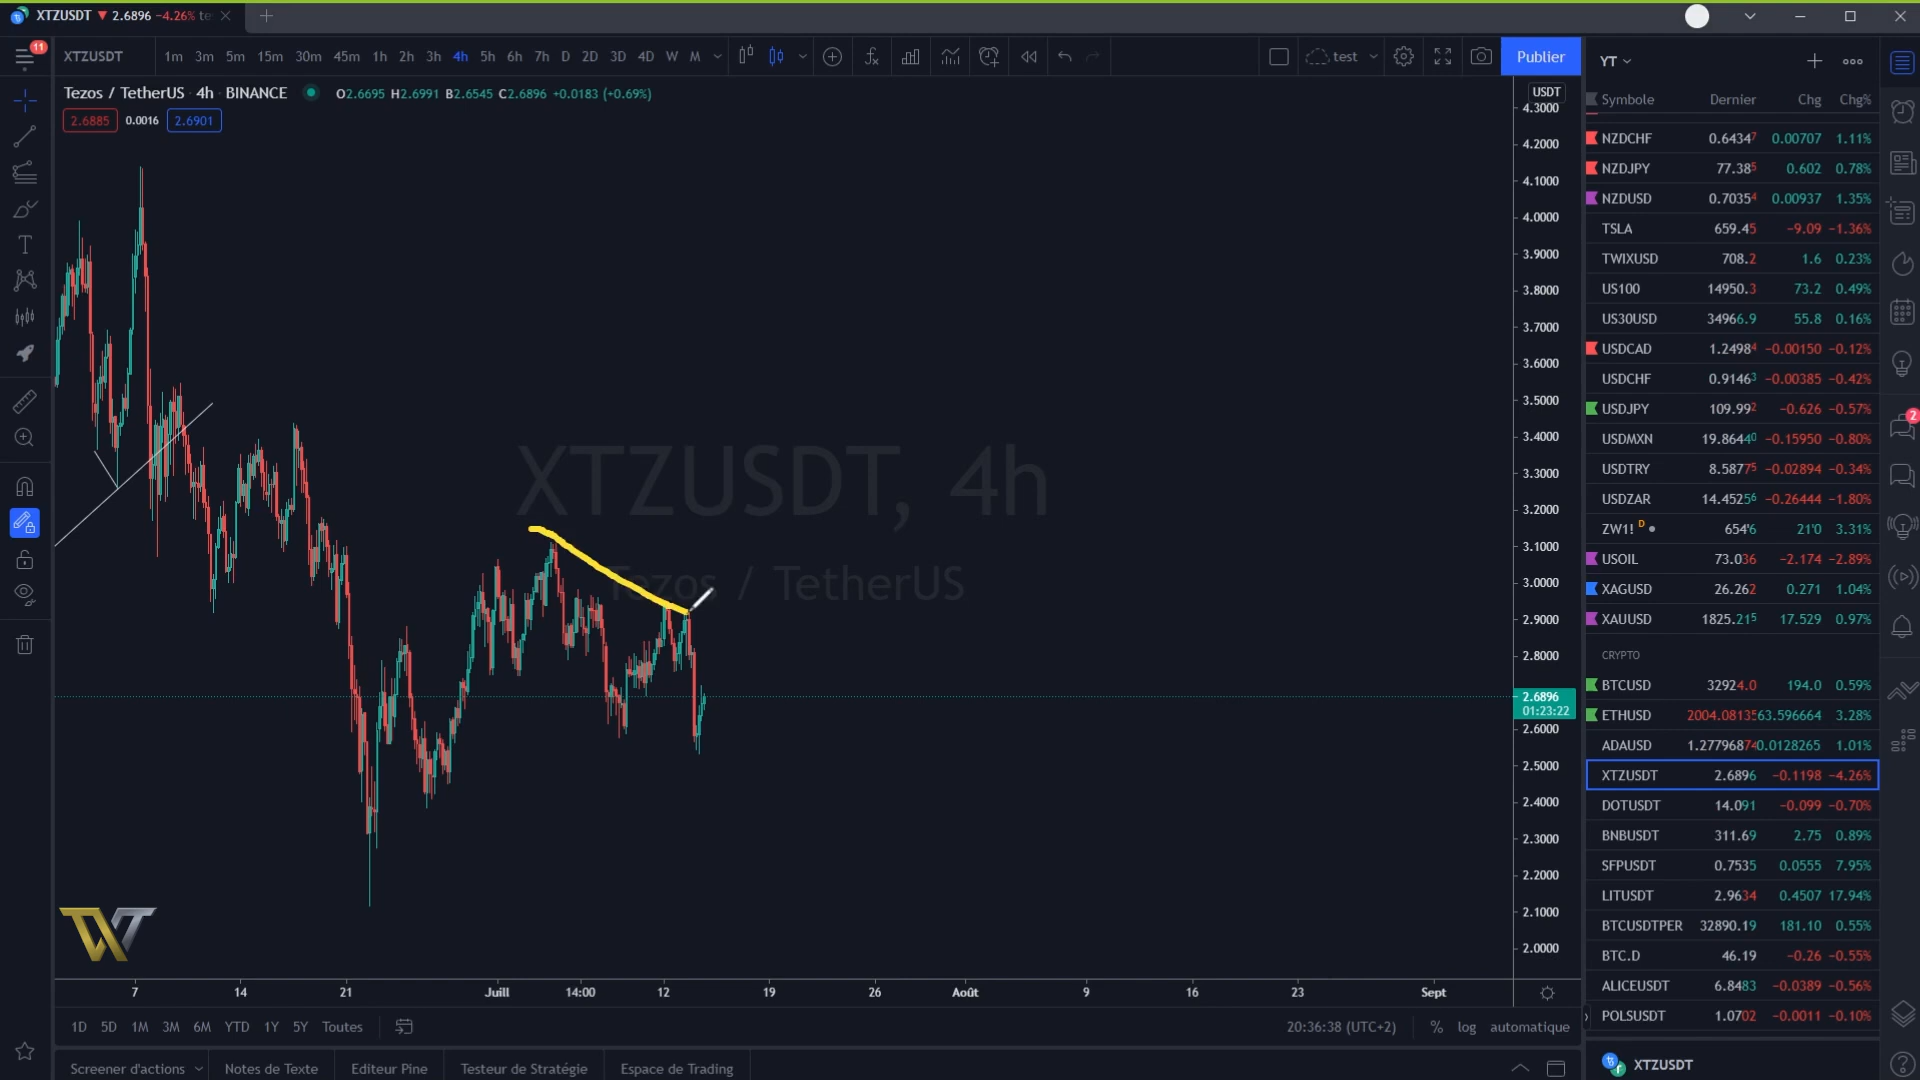 XTZUSDT ▼ 2.6896 −4.26% te
11
XTZUSDT 1m 3m 5m 15m 30m 45m 1h 2h 3h 4h 5h 6h 7h D 2D 3D 4D W M test Publier YT
Tezos / TetherUS · 4h · BINANCE O2.6695 H2.6991 B2.6545 C2.6896 +0.0183 (+0.69%)
2.6885 0.0016 2.6901
XTZUSDT, 4h
Tezos / TetherUS
USDT
4.3000
4.2000
4.1000
4.0000
3.9000
3.8000
3.7000
3.6000
3.5000
3.4000
3.3000
3.2000
3.1000
3.0000
2.9000
2.8000
2.6896
01:23:22
2.6000
2.5000
2.4000
2.3000
2.2000
2.1000
2.0000
7 14 21 Juill 14:00 12 19 26 Août 9 16 23 Sept
1D 5D 1M 3M 6M YTD 1Y 5Y Toutes 20:36:38 (UTC+2) % log automatique
Screener d'actions Notes de Texte Editeur Pine Testeur de Stratégie Espace de Trading
Symbole Dernier Chg Chg%
NZDCHF 0.64347 0.00707 1.11%
NZDJPY 77.385 0.602 0.78%
NZDUSD 0.70354 0.00937 1.35%
TSLA 659.45 −9.09 −1.36%
TWIXUSD 708.2 1.6 0.23%
US100 14950.3 73.2 0.49%
US30USD 34966.9 55.8 0.16%
USDCAD 1.24984 −0.00150 −0.12%
USDCHF 0.91463 −0.00385 −0.42%
USDJPY 109.992 −0.626 −0.57%
USDMXN 19.86440 −0.15950 −0.80%
USDTRY 8.58775 −0.02894 −0.34%
USDZAR 14.45256 −0.26444 −1.80%
ZW1! D 654'6 21'0 3.31%
USOIL 73.036 −2.174 −2.89%
XAGUSD 26.262 0.271 1.04%
XAUUSD 1825.215 17.529 0.97%
CRYPTO
BTCUSD 32924.0 194.0 0.59%
ETHUSD 2004.08135 63.596664 3.28%
ADAUSD 1.27796874 0.0128265 1.01%
XTZUSDT 2.6896 −0.1198 −4.26%
DOTUSDT 14.091 −0.099 −0.70%
BNBUSDT 311.69 2.75 0.89%
SFPUSDT 0.7535 0.0555 7.95%
LITUSDT 2.9634 0.4507 17.94%
BTCUSDTPER 32890.19 181.10 0.55%
BTC.D 46.19 −0.26 −0.55%
ALICEUSDT 6.8483 −0.0389 −0.56%
POLSUSDT 1.0702 −0.0011 −0.10%
XTZUSDT
2